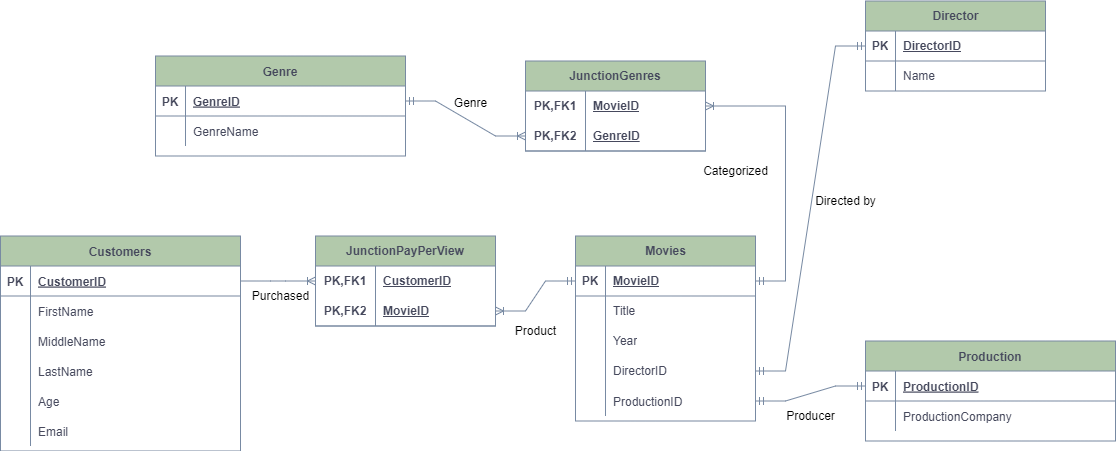 Director
PK DirectorID
Name
Genre
PK GenreID
GenreName
Genre
JunctionGenres
PK,FK1 MovieID
PK,FK2 GenreID
Categorized
Directed by
Customers
PK CustomerID
FirstName
MiddleName
LastName
Age
Email
Purchased
JunctionPayPerView
PK,FK1 CustomerID
PK,FK2 MovieID
Product
Movies
PK MovieID
Title
Year
DirectorID
ProductionID
Producer
Production
PK ProductionID
ProductionCompany